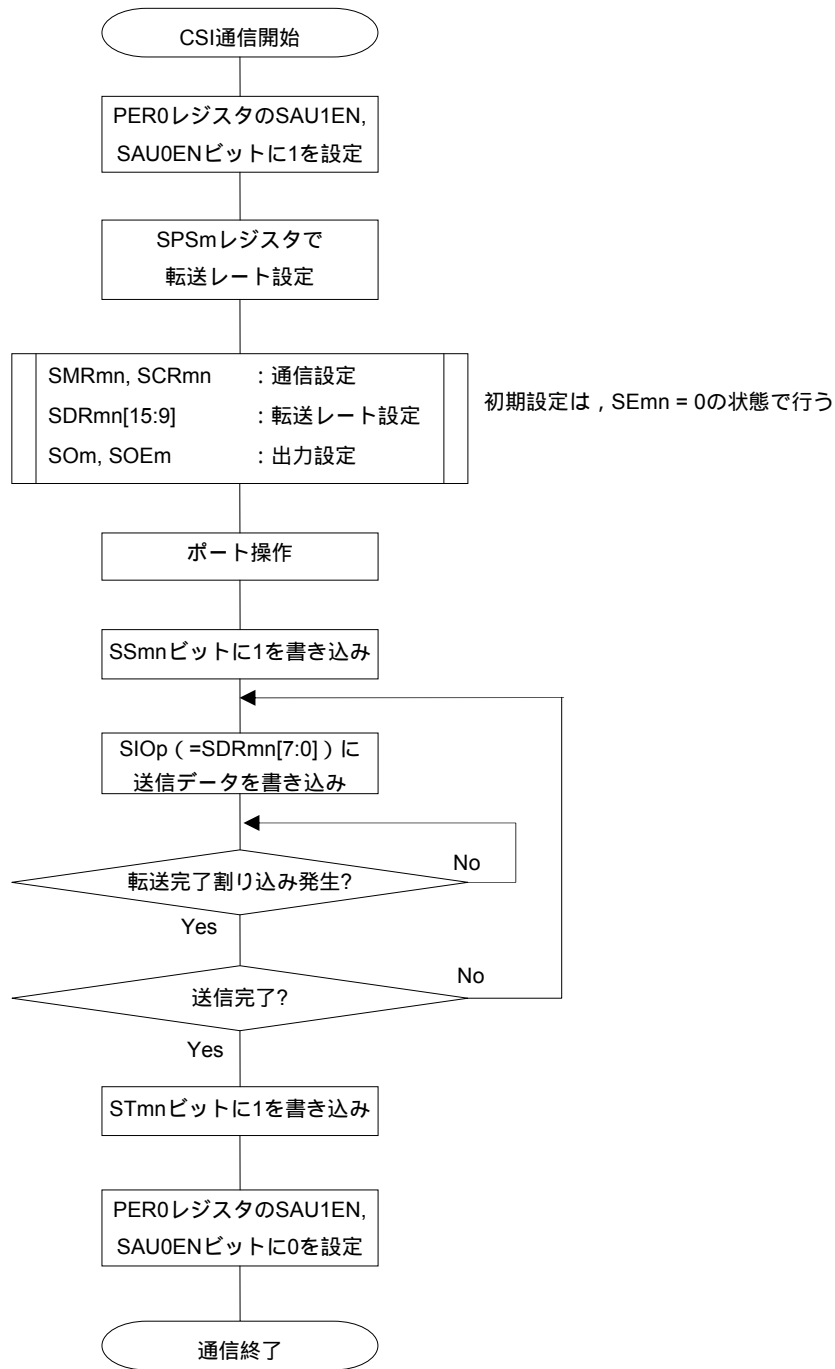 CSI通信開始
PER0レジスタのSAU1EN,
SAU0ENビットに1を設定
SPSmレジスタで
転送レート設定
SMRmn, SCRmn ：通信設定
SDRmn[15:9] ：転送レート設定
SOm, SOEm ：出力設定
初期設定は，SEmn = 0の状態で行う
ポート操作
SSmnビットに1を書き込み
SIOp（=SDRmn[7:0]）に
送信データを書き込み
転送完了割り込み発生?
No
Yes
送信完了?
No
Yes
STmnビットに1を書き込み
PER0レジスタのSAU1EN,
SAU0ENビットに0を設定
通信終了